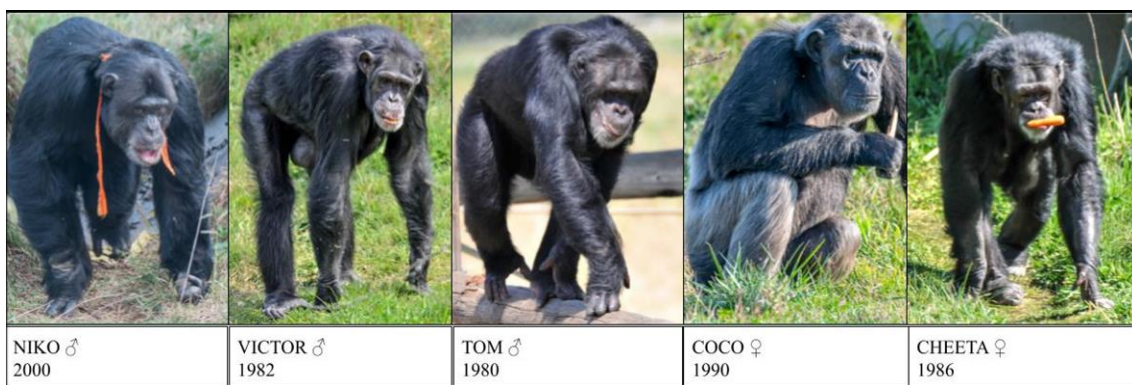 NIKO ♂
2000
VICTOR ♂
1982
TOM ♂
1980
COCO ♀
1990
CHEETA ♀
1986